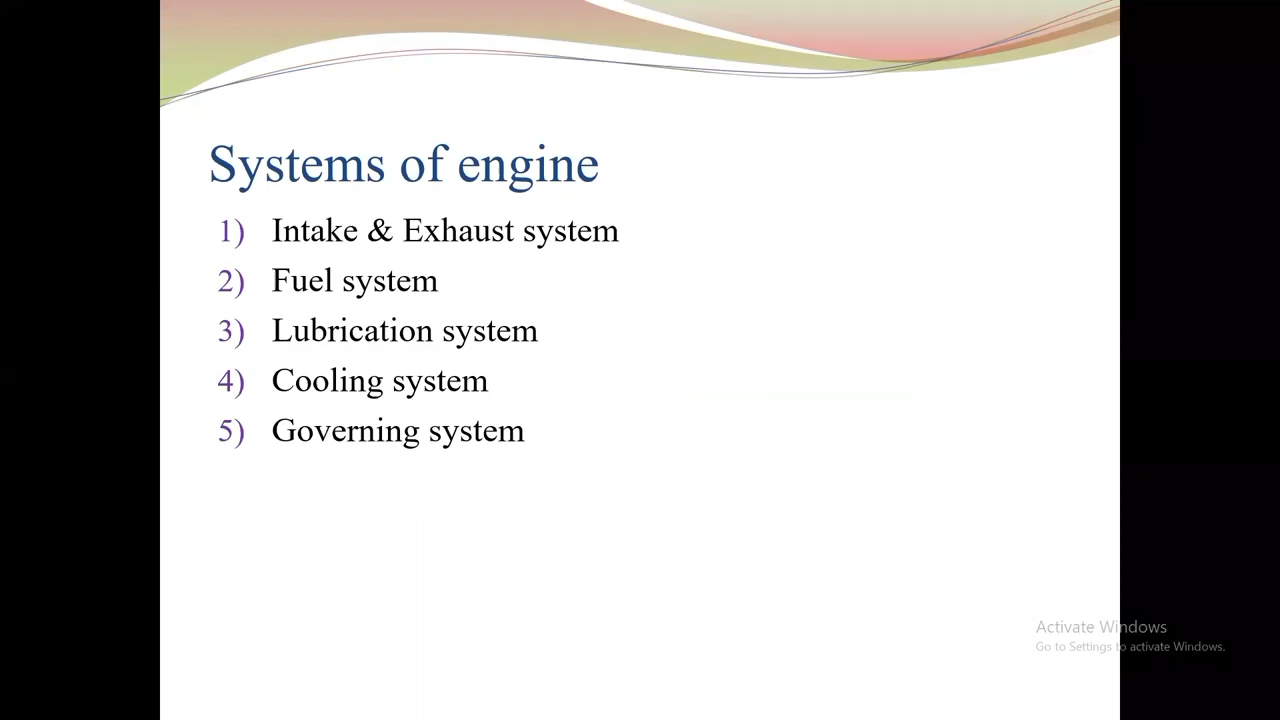 Systems of engine
1) Intake & Exhaust system
2) Fuel system
3) Lubrication system
4) Cooling system
5) Governing system
Activate Windows
Go to Settings to activate Windows.